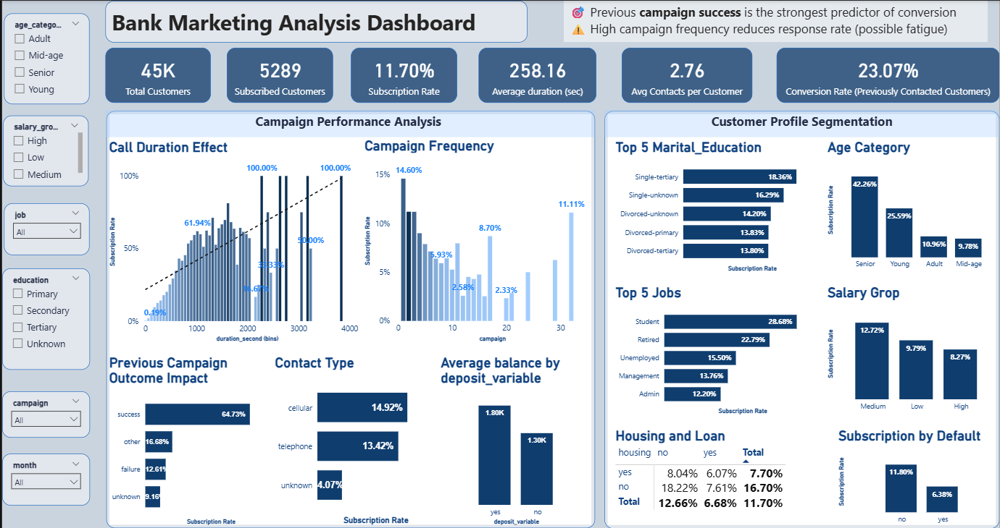 Bank Marketing Analysis Dashboard
🎯 Previous campaign success is the strongest predictor of conversion
⚠️ High campaign frequency reduces response rate (possible fatigue)
age_catego...
Adult
Mid-age
Senior
Young
salary_gro...
High
Low
Medium
job
All
education
Primary
Secondary
Tertiary
Unknown
campaign
All
month
All
45K
Total Customers
5289
Subscribed Customers
11.70%
Subscription Rate
258.16
Average duration (sec)
2.76
Avg Contacts per Customer
23.07%
Conversion Rate (Previously Contacted Customers)
Campaign Performance Analysis
Call Duration Effect
Subscription Rate
100%
50%
0%
0.19%
61.94%
100.00%
100.00%
50.00%
0 1000 2000 3000 4000
duration_second (bins)
Campaign Frequency
Subscription Rate
15%
10%
5%
0%
14.60%
5.93%
2.58%
8.70%
2.33%
11.11%
0 10 20 30
campaign
Previous Campaign
Outcome Impact
success 64.73%
other 16.68%
failure 12.61%
unknown 9.16
Subscription Rate
Contact Type
cellular 14.92%
telephone 13.42%
unknown 4.07%
Subscription Rate
Average balance by
deposit_variable
1.80K 1.30K
yes no
deposit_variable
Customer Profile Segmentation
Top 5 Marital_Education
Single-tertiary 18.36%
Single-unknown 16.29%
Divorced-unknown 14.20%
Divorced-primary 13.83%
Divorced-tertiary 13.80%
Subscription Rate
Age Category
Subscription Rate
42.26% 25.59% 10.96% 9.78%
Senior Young Adult Mid-age
Top 5 Jobs
Student 28.68%
Retired 22.79%
Unemployed 15.50%
Management 13.76%
Admin 12.20%
Subscription Rate
Salary Grop
Subscription Rate
12.72% 9.79% 8.27%
Medium Low High
Housing and Loan
housing no yes Total
yes 8.04% 6.07% 7.70%
no 18.22% 7.61% 16.70%
Total 12.66% 6.68% 11.70%
Subscription by Default
Subscription Rate
11.80% 6.38%
no yes